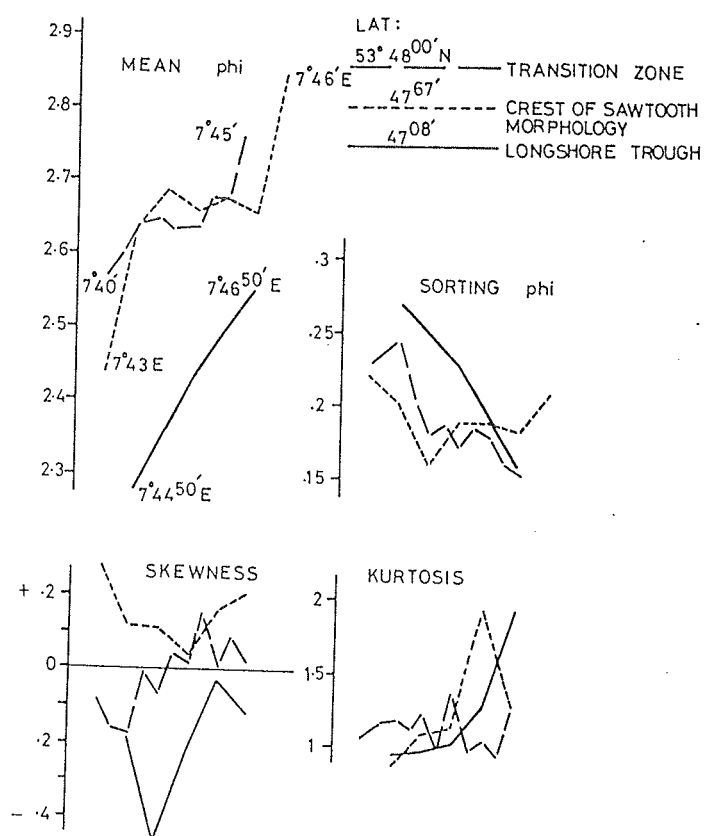 LAT:
53° 48 00' N
TRANSITION ZONE
47 67'
CREST OF SAWTOOTH
MORPHOLOGY
47 08'
LONGSHORE TROUGH
MEAN phi
2.9
2.8
2.7
2.6
2.5
2.4
2.3
7°46'E
7°45'
7°40'
7°43 E
7°46 50' E
7°44 50' E
SORTING phi
.3
.25
.2
.15
SKEWNESS
+ .2
0
.2
- .4
KURTOSIS
2
1.5
1